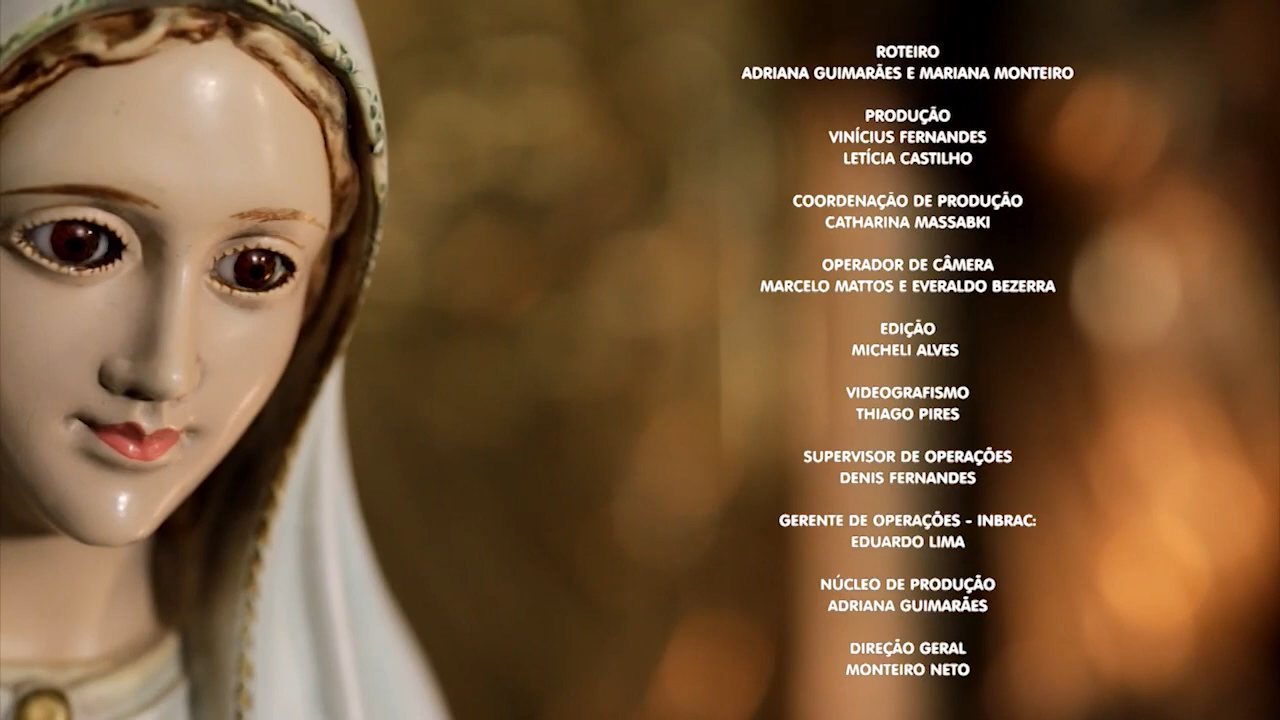 ROTEIRO
ADRIANA GUIMARÃES E MARIANA MONTEIRO
PRODUÇÃO
VINÍCIUS FERNANDES
LETÍCIA CASTILHO
COORDENAÇÃO DE PRODUÇÃO
CATHARINA MASSABKI
OPERADOR DE CÂMERA
MARCELO MATTOS E EVERALDO BEZERRA
EDIÇÃO
MICHELI ALVES
VIDEOGRAFISMO
THIAGO PIRES
SUPERVISOR DE OPERAÇÕES
DENIS FERNANDES
GERENTE DE OPERAÇÕES - INBRAC:
EDUARDO LIMA
NÚCLEO DE PRODUÇÃO
ADRIANA GUIMARÃES
DIREÇÃO GERAL
MONTEIRO NETO